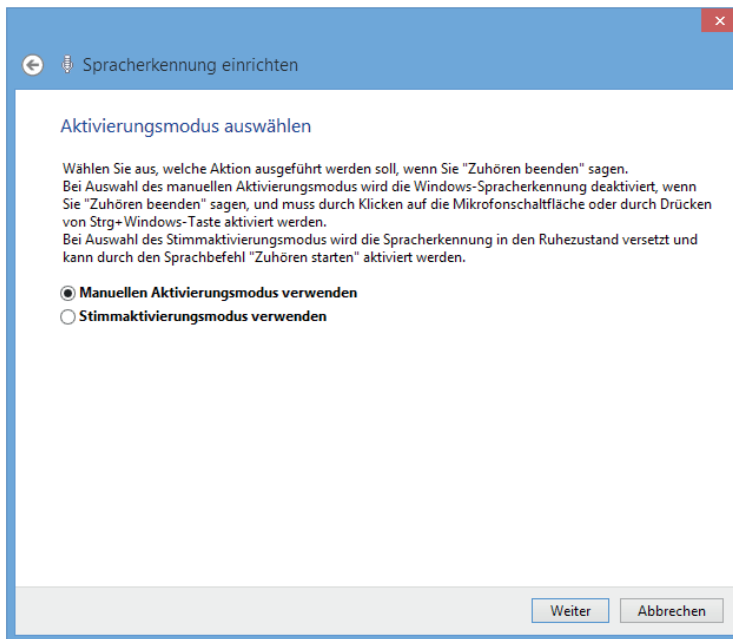 Spracherkennung einrichten
Aktivierungsmodus auswählen
Wählen Sie aus, welche Aktion ausgeführt werden soll, wenn Sie "Zuhören beenden" sagen.
Bei Auswahl des manuellen Aktivierungsmodus wird die Windows-Spracherkennung deaktiviert, wenn
Sie "Zuhören beenden" sagen, und muss durch Klicken auf die Mikrofonschaltfläche oder durch Drücken
von Strg+Windows-Taste aktiviert werden.
Bei Auswahl des Stimmaktivierungsmodus wird die Spracherkennung in den Ruhezustand versetzt und
kann durch den Sprachbefehl "Zuhören starten" aktiviert werden.
Manuellen Aktivierungsmodus verwenden
Stimmaktivierungsmodus verwenden
Weiter Abbrechen